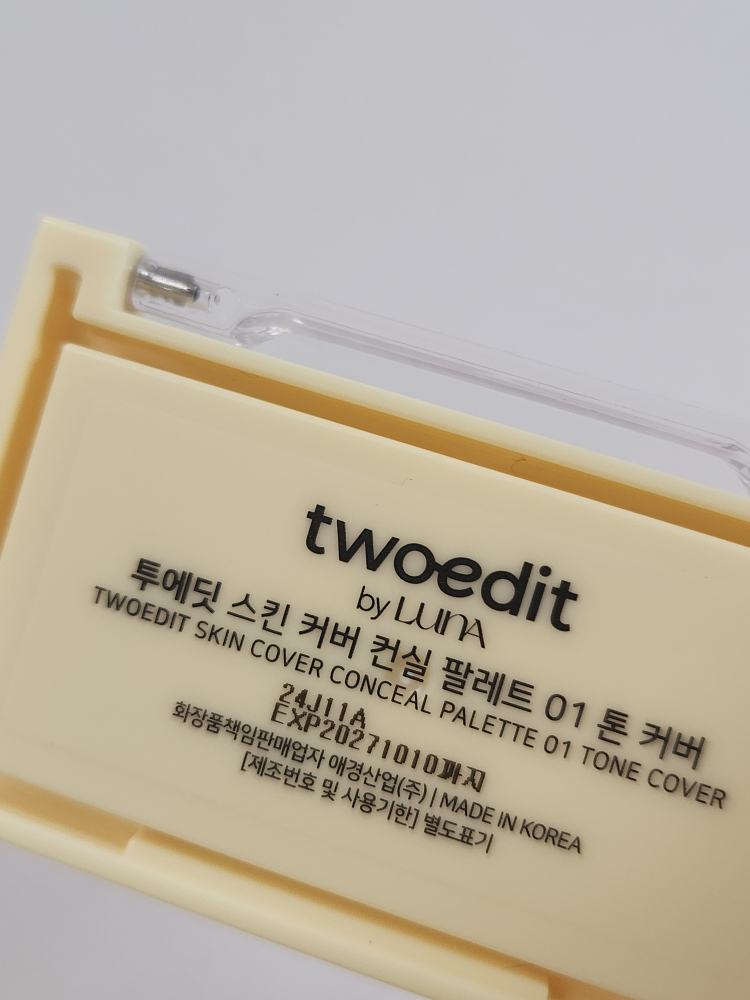 twoedit
by LUNA
투에딧 스킨 커버 컨실 팔레트 01 톤 커버
TWOEDIT SKIN COVER CONCEAL PALETTE 01 TONE COVER
24J11A
EXP20271010까지
화장품책임판매업자 애경산업(주) | MADE IN KOREA
[제조번호 및 사용기한] 별도표기